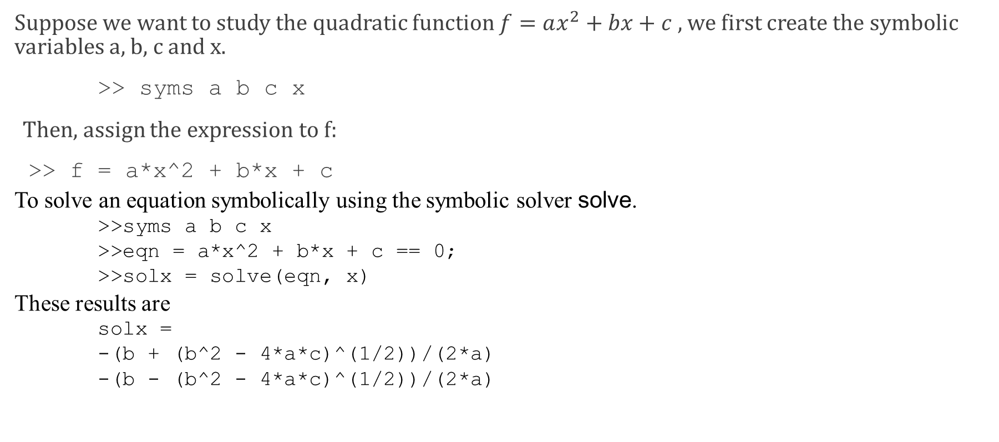 Suppose we want to study the quadratic function f = ax² + bx + c , we first create the symbolic
variables a, b, c and x.
>> syms a b c x
Then, assign the expression to f:
>> f = a*x^2 + b*x + c
To solve an equation symbolically using the symbolic solver solve.
>>syms a b c x
>>eqn = a*x^2 + b*x + c == 0;
>>solx = solve(eqn, x)
These results are
solx =
-(b + (b^2 - 4*a*c)^(1/2))/(2*a)
-(b - (b^2 - 4*a*c)^(1/2))/(2*a)